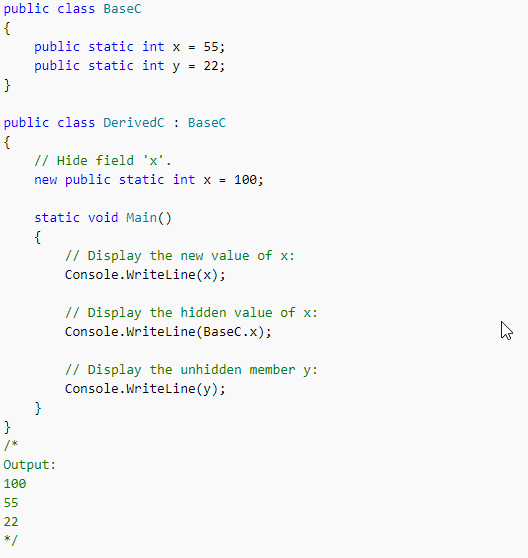 public class BaseC
{
    public static int x = 55;
    public static int y = 22;
}

public class DerivedC : BaseC
{
    // Hide field 'x'.
    new public static int x = 100;

    static void Main()
    {
        // Display the new value of x:
        Console.WriteLine(x);

        // Display the hidden value of x:
        Console.WriteLine(BaseC.x);

        // Display the unhidden member y:
        Console.WriteLine(y);
    }
}
/*
Output:
100
55
22
*/